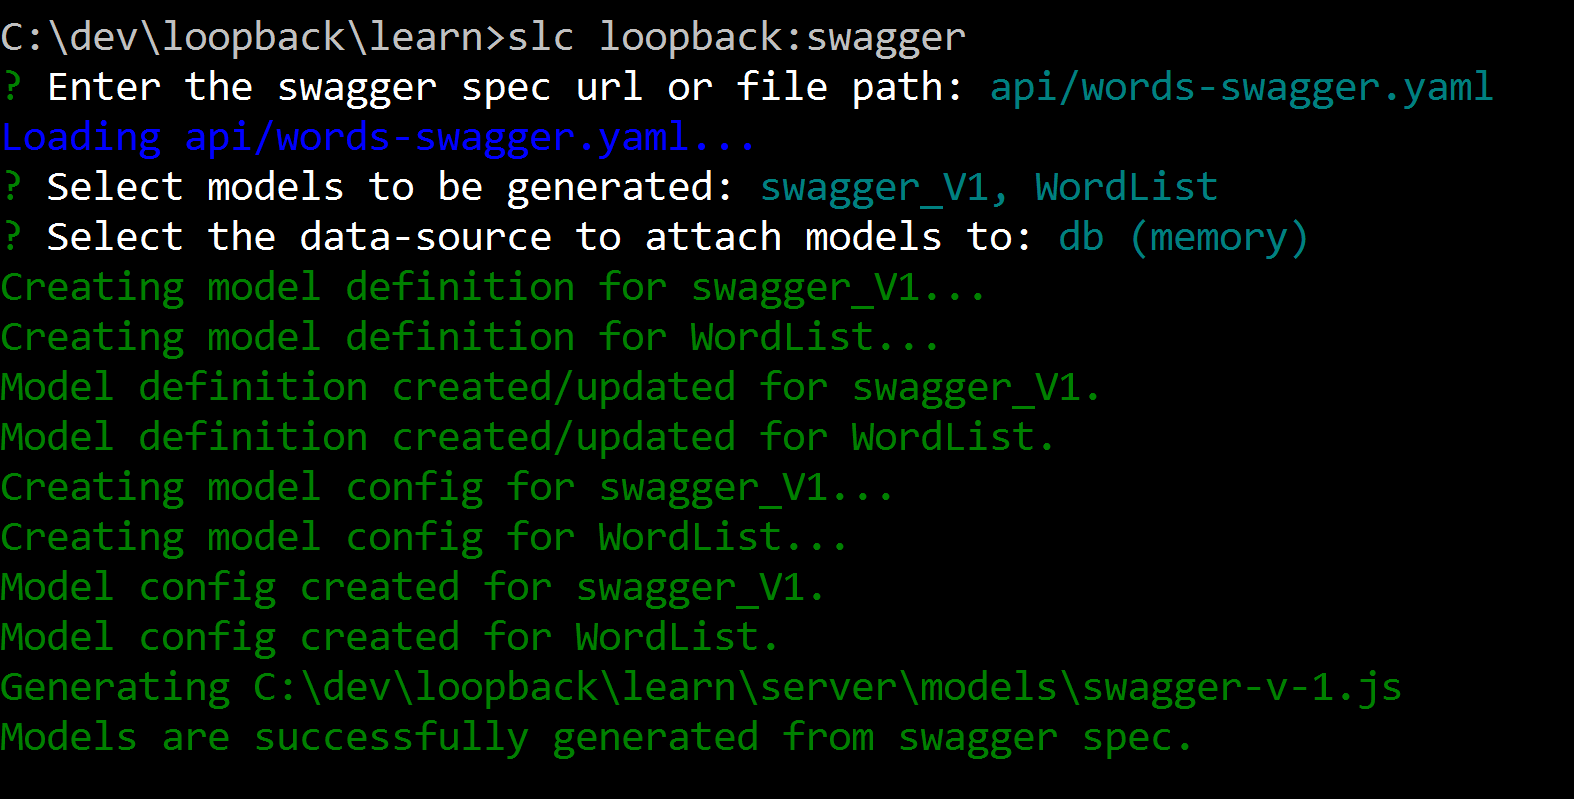 C:\dev\loopback\learn>slc loopback:swagger
? Enter the swagger spec url or file path: api/words-swagger.yaml
Loading api/words-swagger.yaml...
? Select models to be generated: swagger_V1, WordList
? Select the data-source to attach models to: db (memory)
Creating model definition for swagger_V1...
Creating model definition for WordList...
Model definition created/updated for swagger_V1.
Model definition created/updated for WordList.
Creating model config for swagger_V1...
Creating model config for WordList...
Model config created for swagger_V1.
Model config created for WordList.
Generating C:\dev\loopback\learn\server\models\swagger-v-1.js
Models are successfully generated from swagger spec.